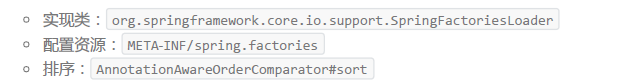 实现类：org.springframework.core.io.support.SpringFactoriesLoader
配置资源：META-INF/spring.factories
排序：AnnotationAwareOrderComparator#sort